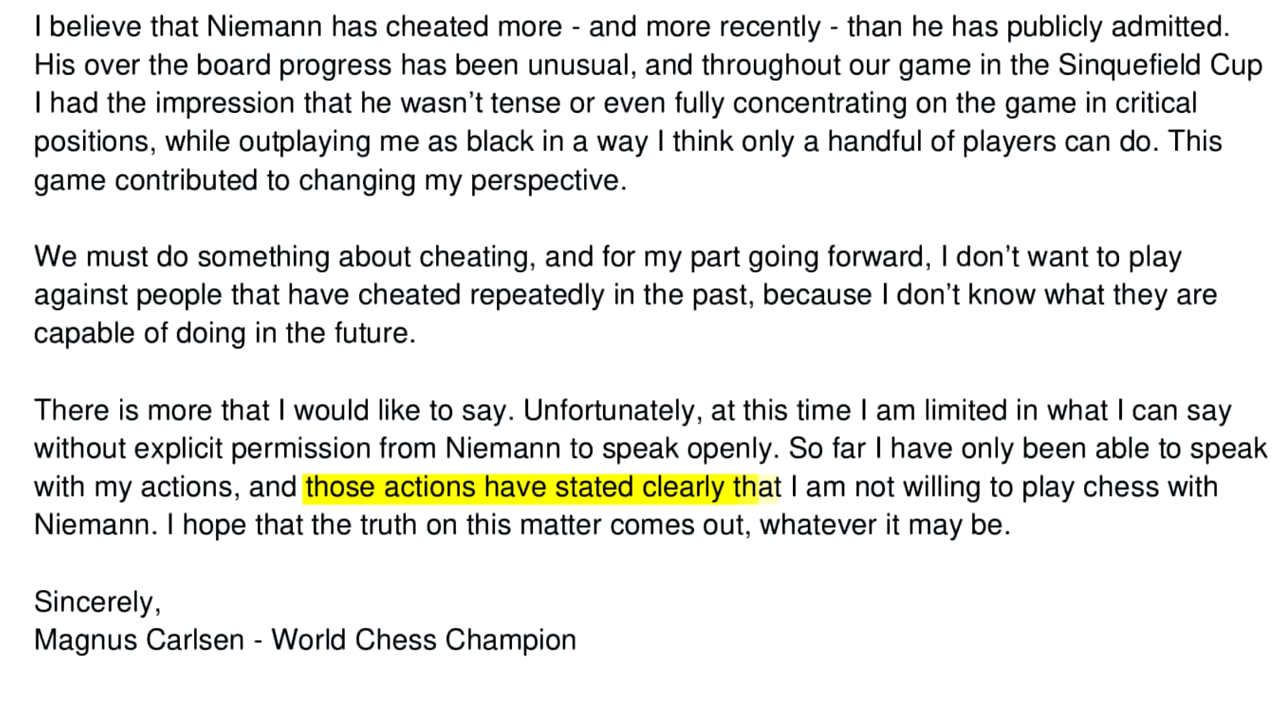 I believe that Niemann has cheated more - and more recently - than he has publicly admitted.
His over the board progress has been unusual, and throughout our game in the Sinquefield Cup
I had the impression that he wasn't tense or even fully concentrating on the game in critical
positions, while outplaying me as black in a way I think only a handful of players can do. This
game contributed to changing my perspective.
We must do something about cheating, and for my part going forward, I don't want to play
against people that have cheated repeatedly in the past, because I don't know what they are
capable of doing in the future.
There is more that I would like to say. Unfortunately, at this time I am limited in what I can say
without explicit permission from Niemann to speak openly. So far I have only been able to speak
with my actions, and those actions have stated clearly that I am not willing to play chess with
Niemann. I hope that the truth on this matter comes out, whatever it may be.
Sincerely,
Magnus Carlsen - World Chess Champion